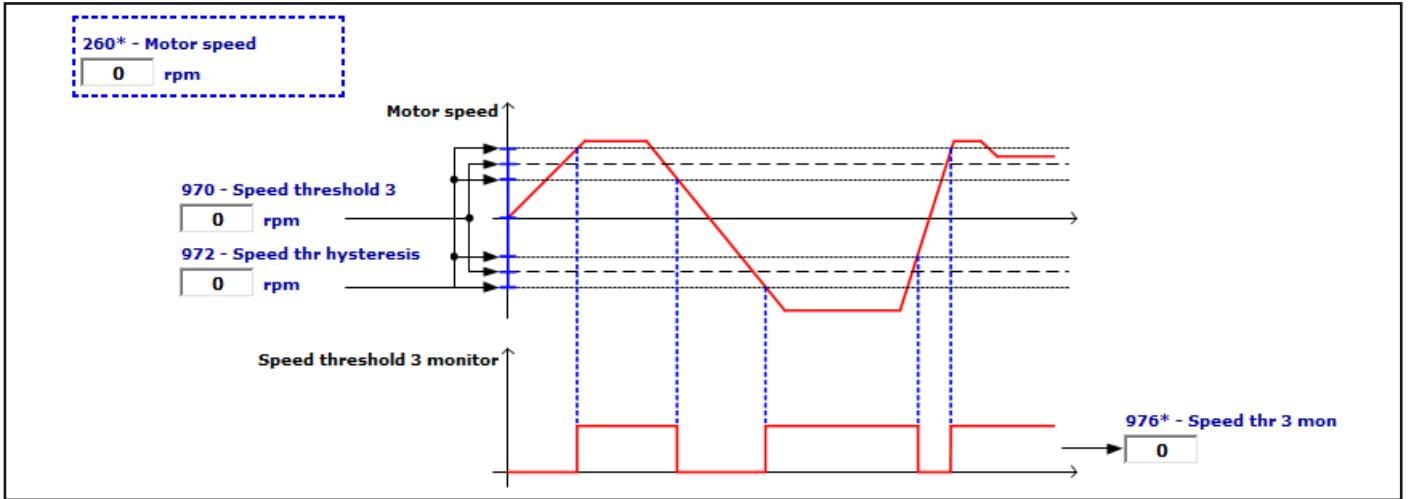 260* - Motor speed
0 rpm
Motor speed
970 - Speed threshold 3
0 rpm
972 - Speed thr hysteresis
0 rpm
Speed threshold 3 monitor
976* - Speed thr 3 mon
0